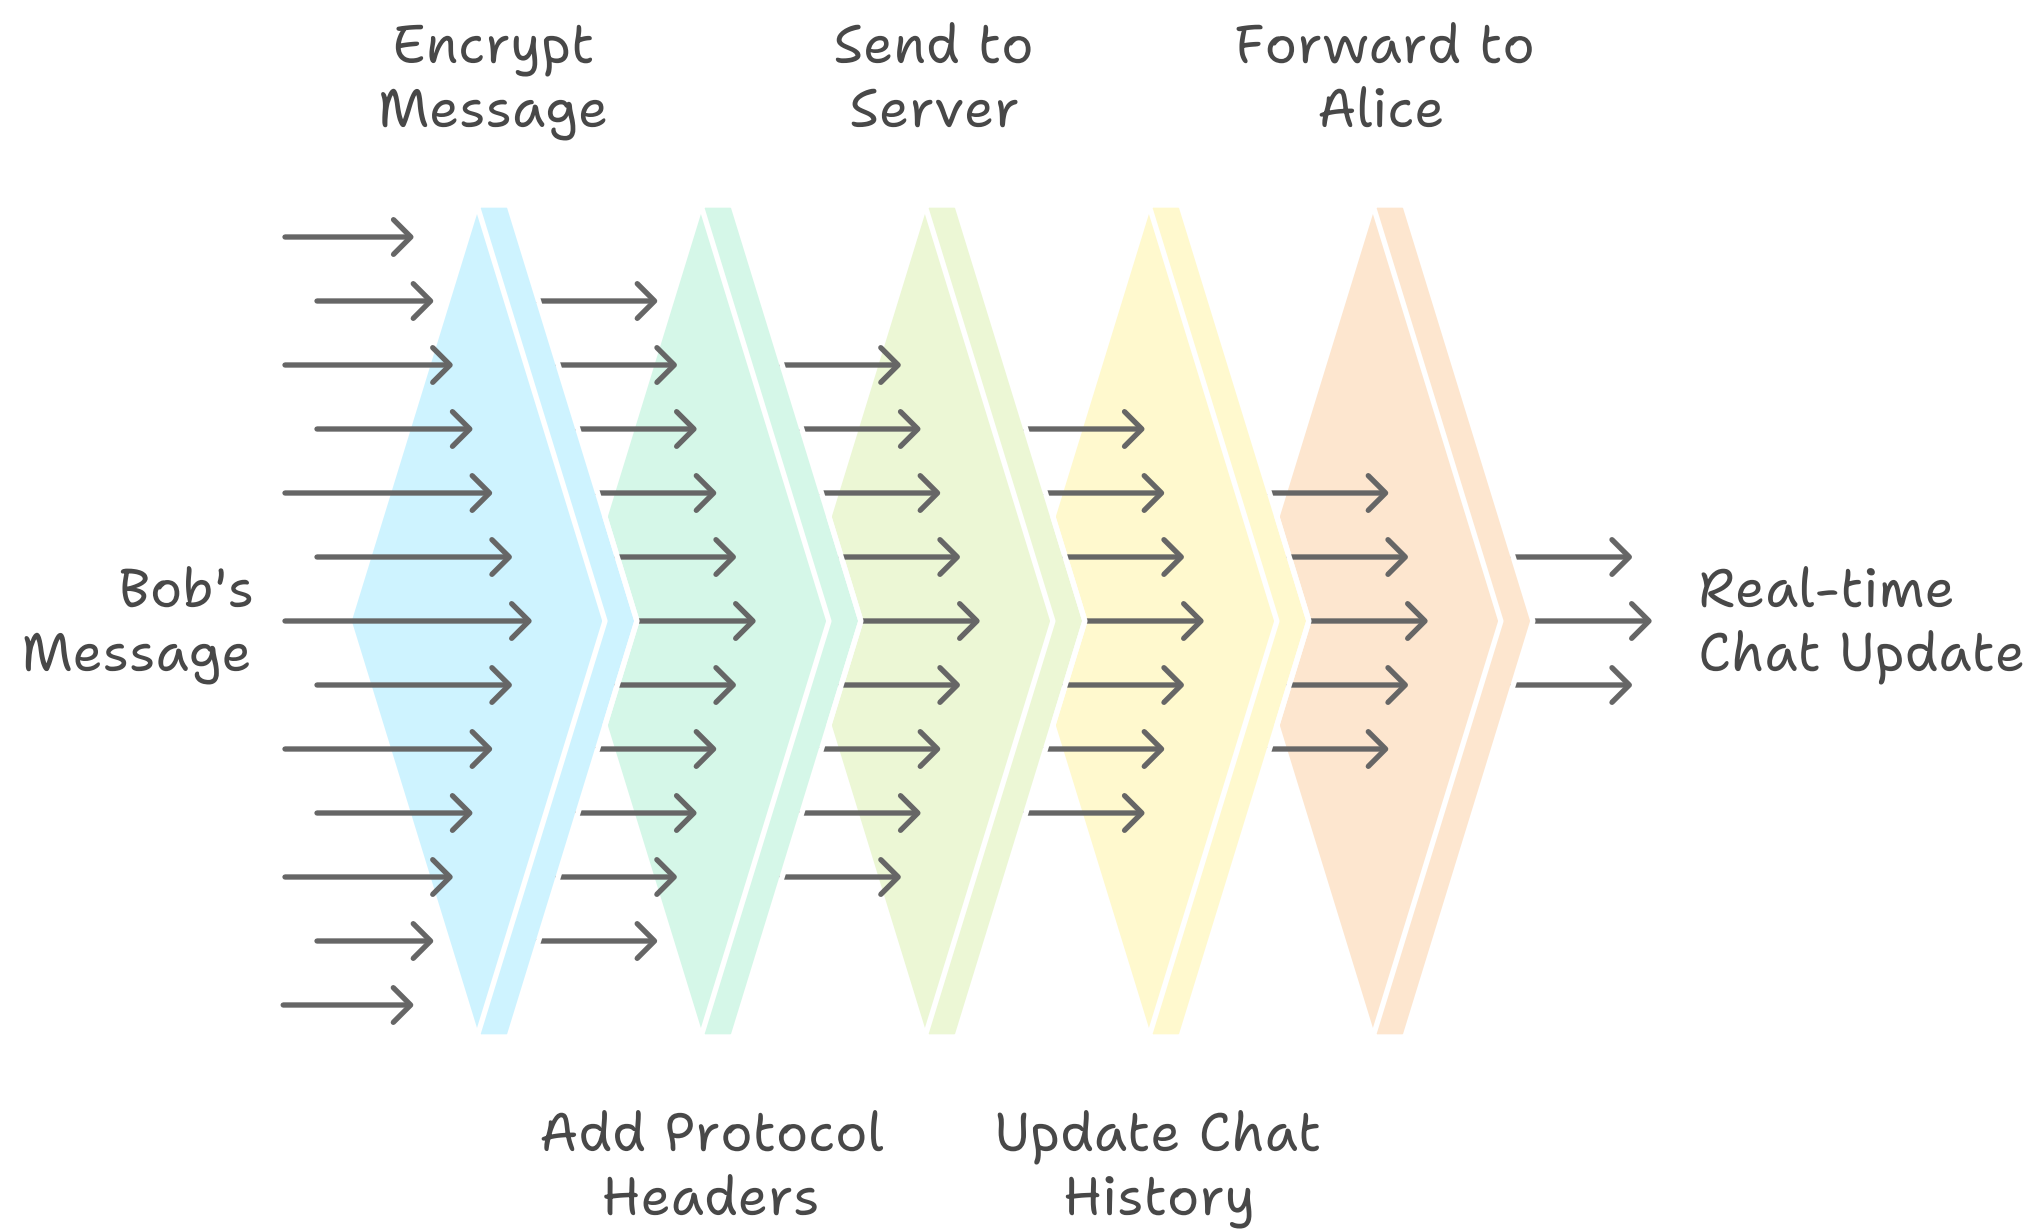 Encrypt
Message
Send to
Server
Forward to
Alice
Bob's
Message
Real-time
Chat Update
Add Protocol
Headers
Update Chat
History